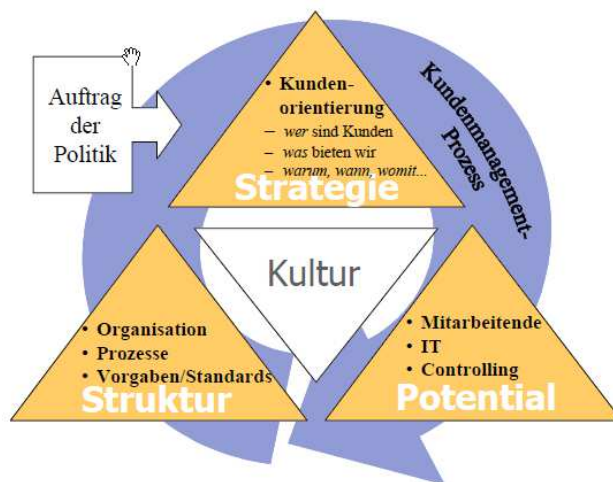 Auftrag
der
Politik
• Kunden-
orientierung
– wer sind Kunden
– was bieten wir
– warum, wann, womit...
Strategie
Kundenmanagement-
Prozess
Kultur
• Organisation
• Prozesse
• Vorgaben/Standards
Struktur
• Mitarbeitende
• IT
• Controlling
Potential